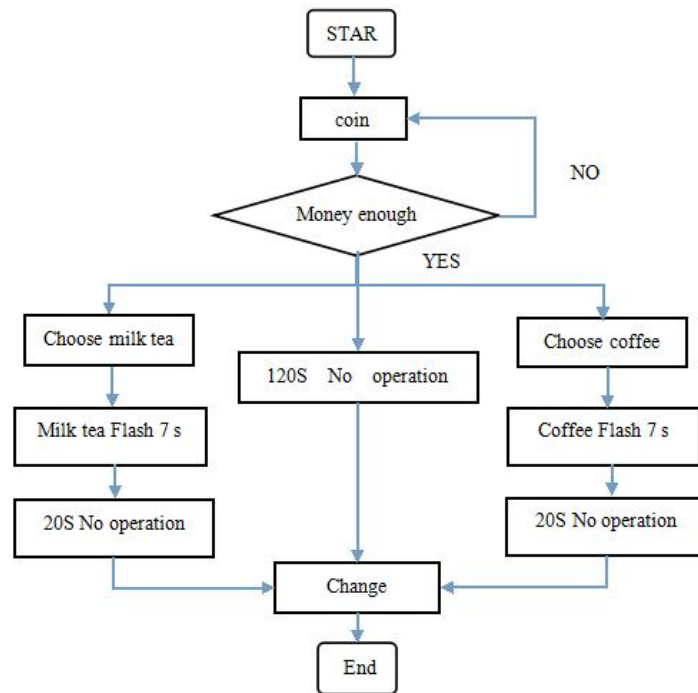 STAR
coin
NO
Money enough
YES
Choose milk tea
120S No operation
Choose coffee
Milk tea Flash 7 s
Coffee Flash 7 s
20S No operation
20S No operation
Change
End